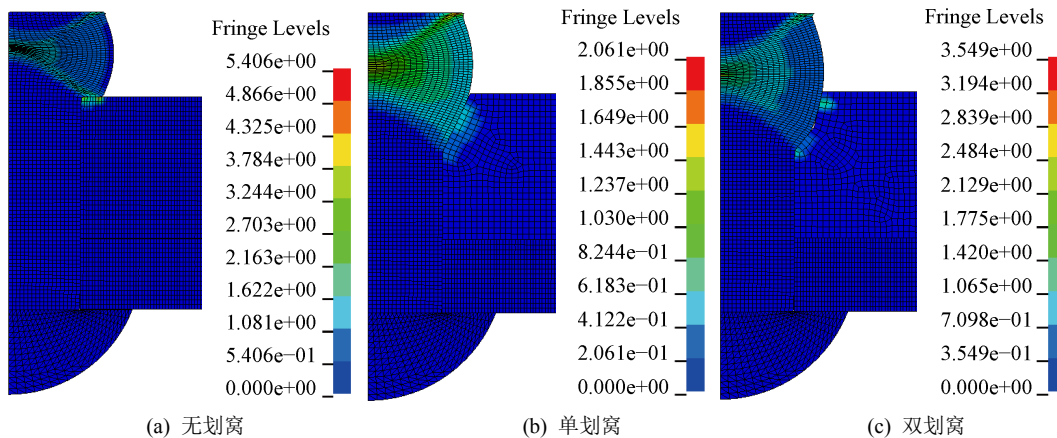 Fringe Levels
5.406e+00
4.866e+00
4.325e+00
3.784e+00
3.244e+00
2.703e+00
2.163e+00
1.622e+00
1.081e+00
5.406e−01
0.000e+00
(a) 无划窝
Fringe Levels
2.061e+00
1.855e+00
1.649e+00
1.443e+00
1.237e+00
1.030e+00
8.244e−01
6.183e−01
4.122e−01
2.061e−01
0.000e+00
(b) 单划窝
Fringe Levels
3.549e+00
3.194e+00
2.839e+00
2.484e+00
2.129e+00
1.775e+00
1.420e+00
1.065e+00
7.098e−01
3.549e−01
0.000e+00
(c) 双划窝